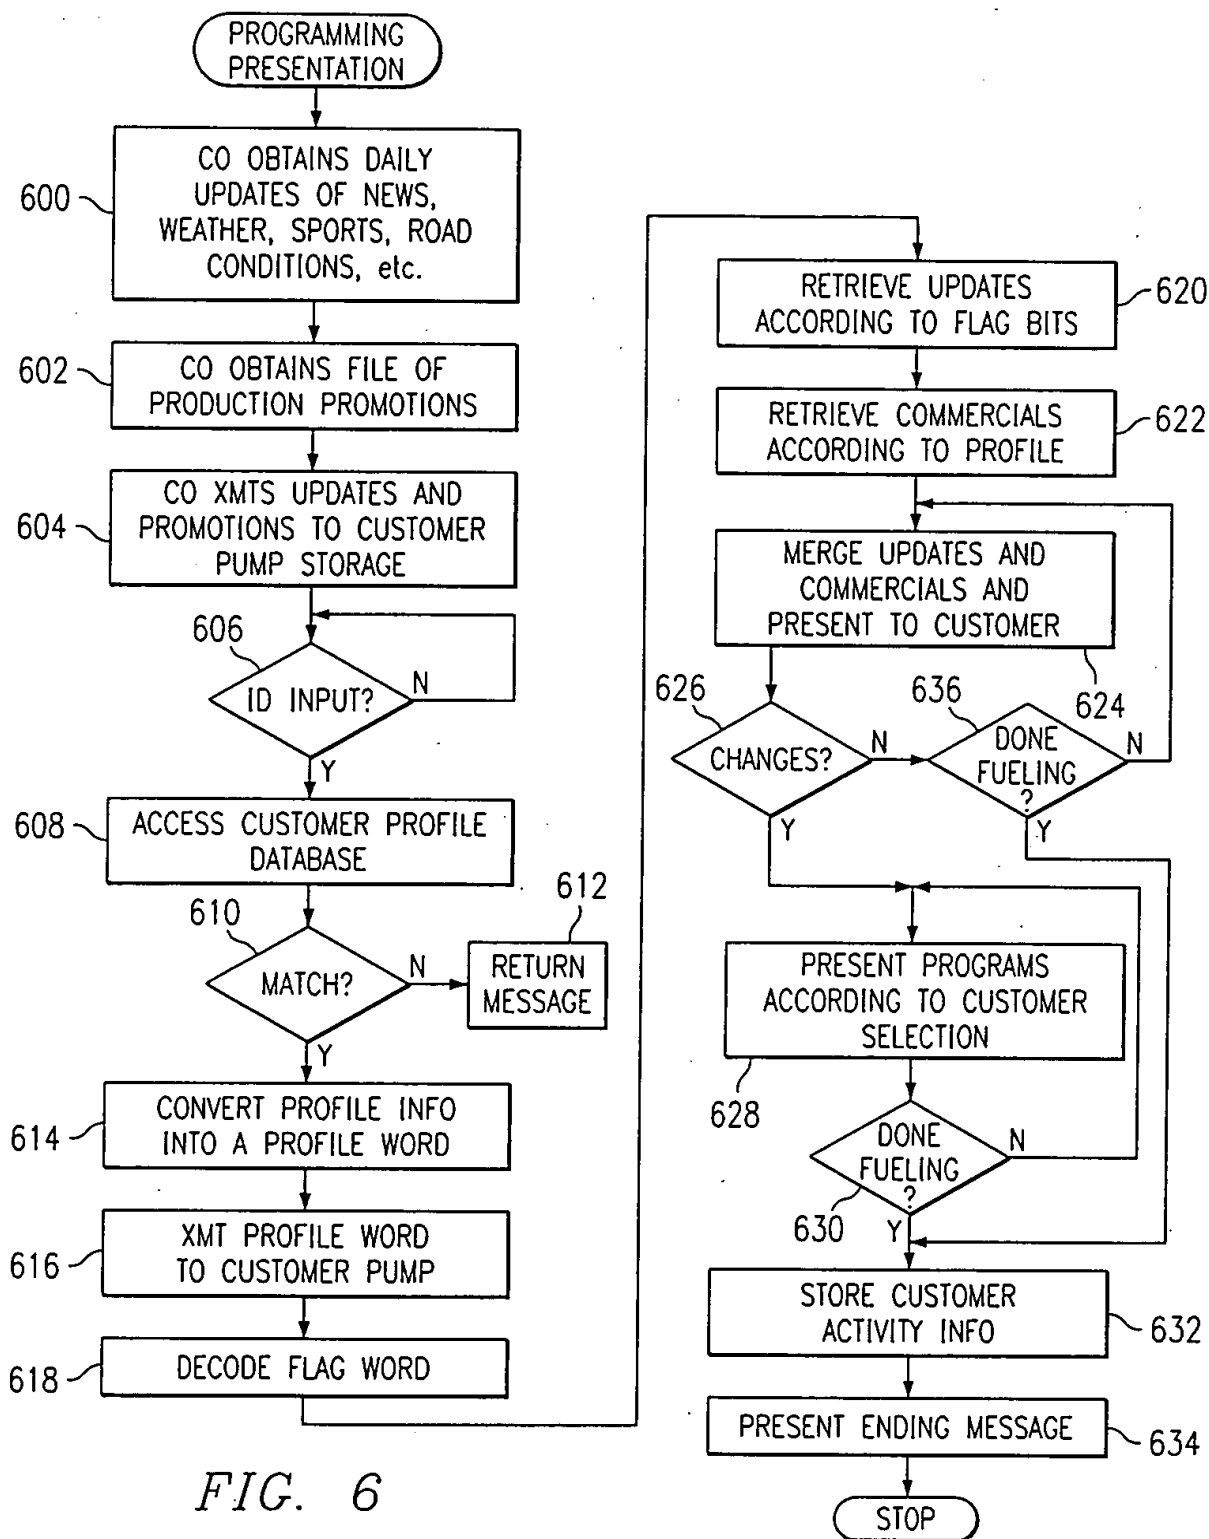 PROGRAMMING
PRESENTATION
600
CO OBTAINS DAILY
UPDATES OF NEWS,
WEATHER, SPORTS, ROAD
CONDITIONS, etc.
602
CO OBTAINS FILE OF
PRODUCTION PROMOTIONS
604
CO XMTS UPDATES AND
PROMOTIONS TO CUSTOMER
PUMP STORAGE
606
ID INPUT?
N
Y
608
ACCESS CUSTOMER PROFILE
DATABASE
610
MATCH?
N
612
RETURN
MESSAGE
Y
614
CONVERT PROFILE INFO
INTO A PROFILE WORD
616
XMT PROFILE WORD
TO CUSTOMER PUMP
618
DECODE FLAG WORD
RETRIEVE UPDATES
ACCORDING TO FLAG BITS
620
RETRIEVE COMMERCIALS
ACCORDING TO PROFILE
622
MERGE UPDATES AND
COMMERCIALS AND
PRESENT TO CUSTOMER
624
626
CHANGES?
N
Y
636
DONE
FUELING
?
N
Y
PRESENT PROGRAMS
ACCORDING TO CUSTOMER
SELECTION
628
DONE
FUELING
?
N
630
Y
STORE CUSTOMER
ACTIVITY INFO
632
PRESENT ENDING MESSAGE
634
STOP
FIG. 6